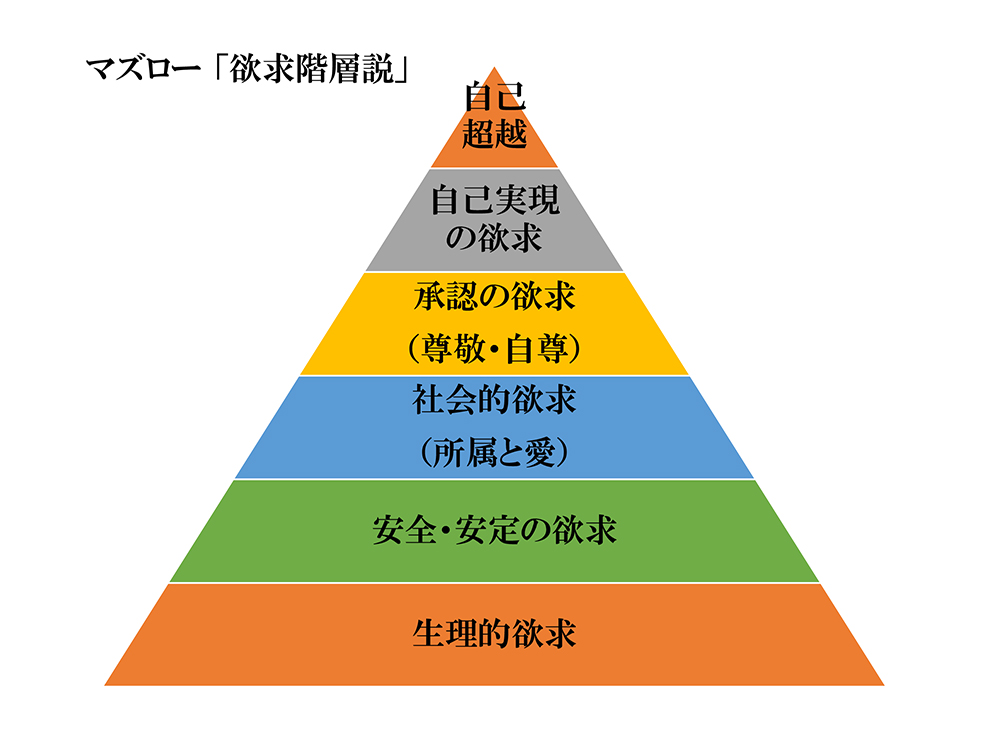 マズロー「欲求階層説」
自己
超越
自己実現
の欲求
承認の欲求
（尊敬・自尊）
社会的欲求
（所属と愛）
安全・安定の欲求
生理的欲求